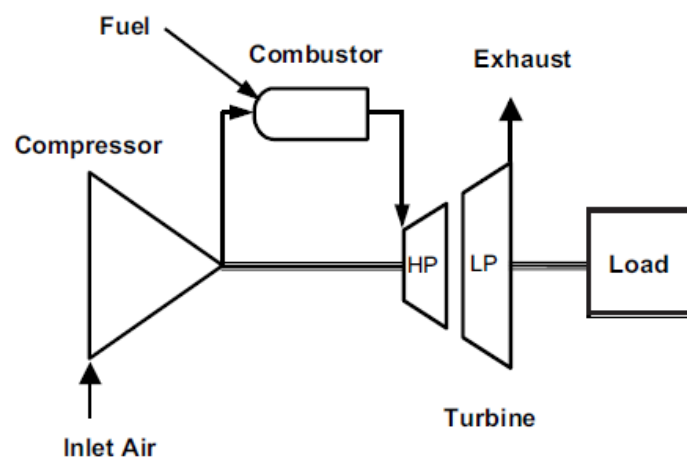 Fuel
Combustor
Exhaust
Compressor
HP
LP
Load
Turbine
Inlet Air